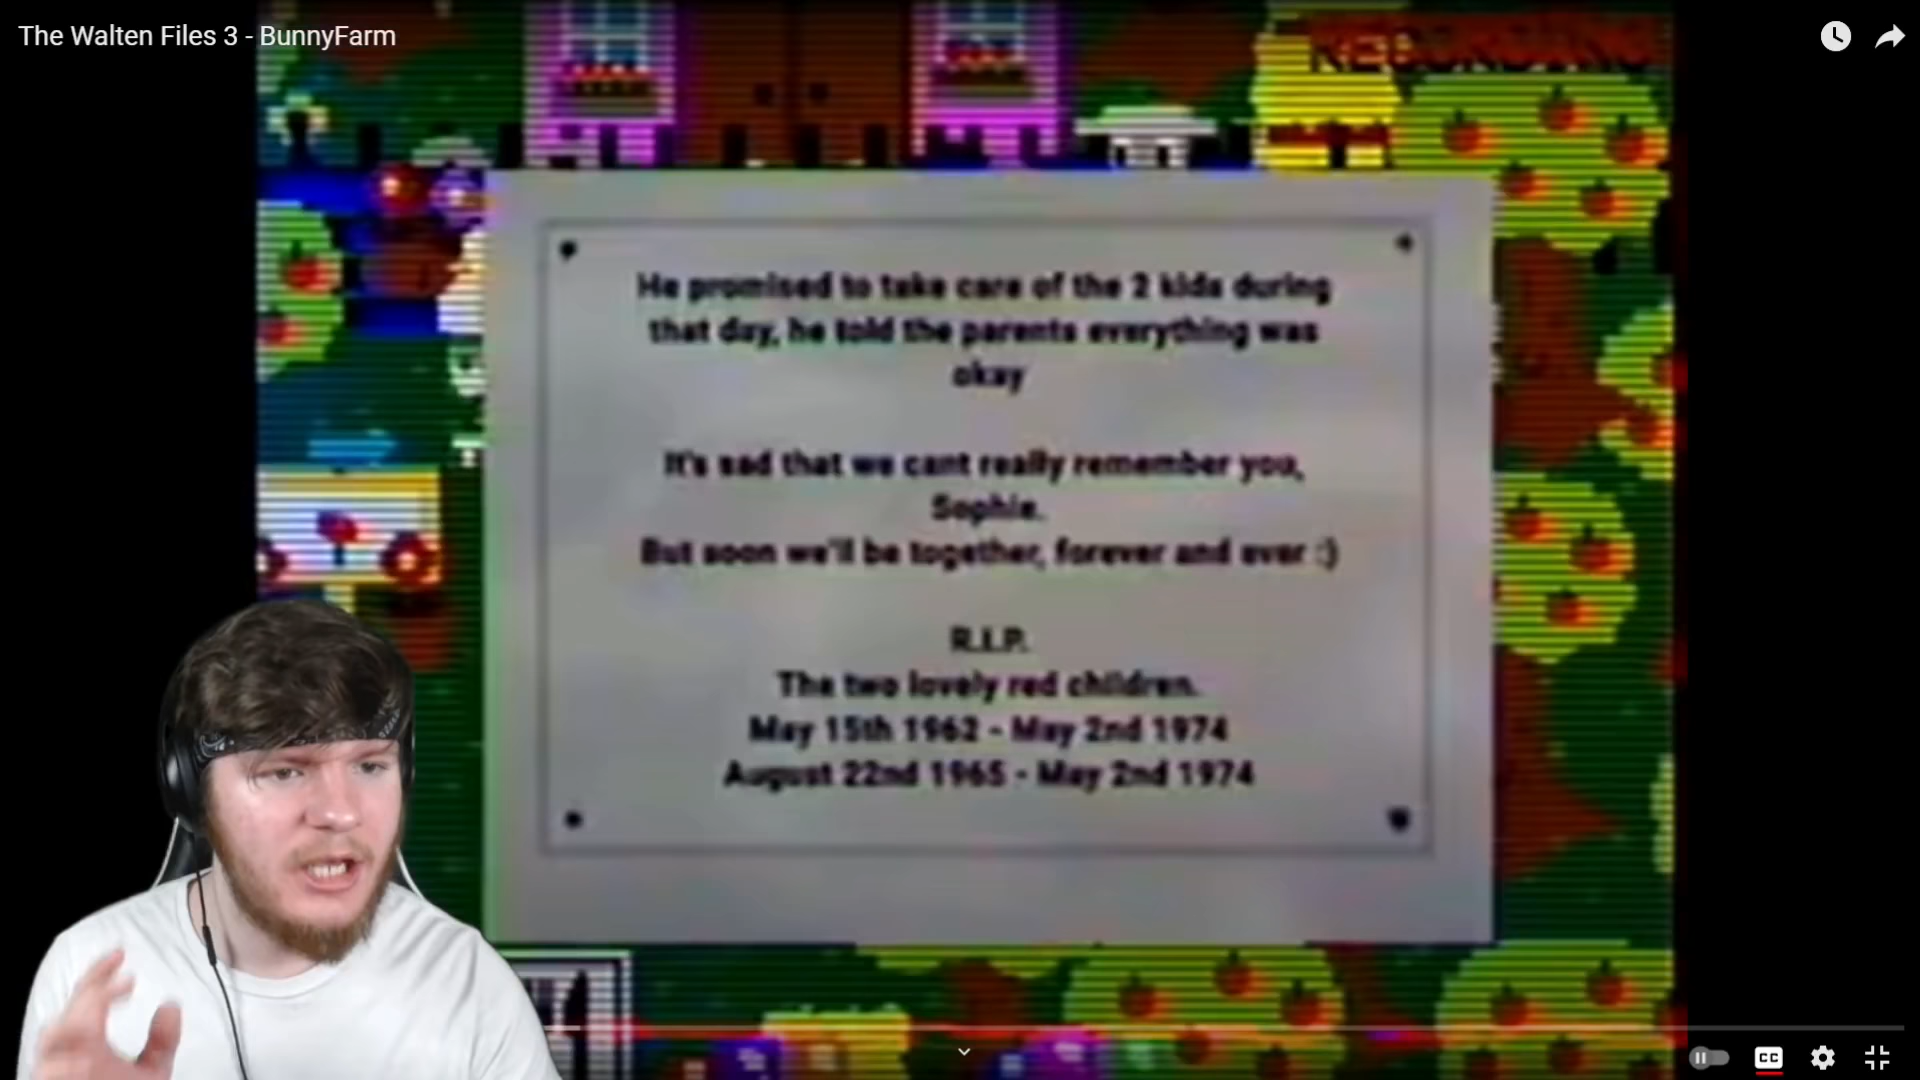 The Walten Files 3 - BunnyFarm
REBUNDING
He promised to take care of the 2 kids during
that day, he told the parents everything was
okay
It's sad that we cant really remember you,
Sophie.
But soon we'll be together, forever and ever :)
R.I.P.
The two lovely red children.
May 15th 1962 - May 2nd 1974
August 22nd 1965 - May 2nd 1974
CC